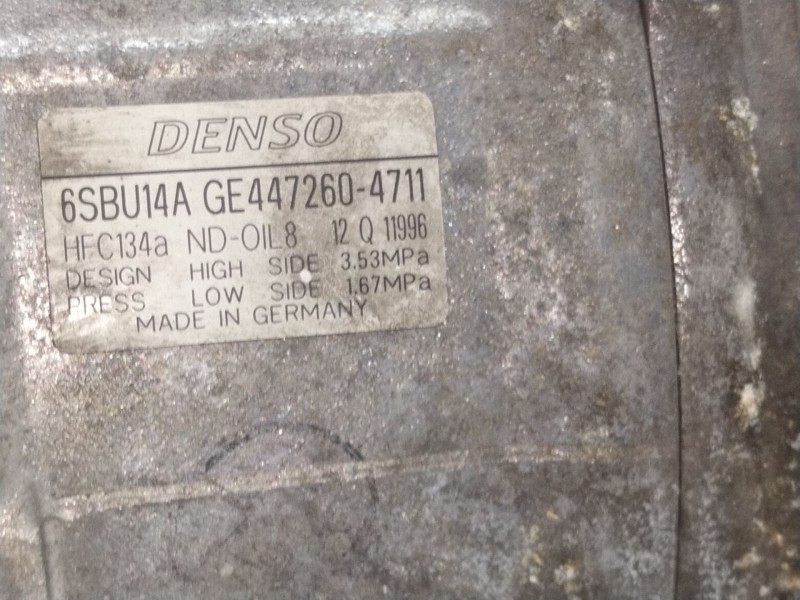 DENSO
6SBU14A GE447260-4711
HFC134a ND-OIL8 12 Q 11996
DESIGN HIGH SIDE 3.53MPa
PRESS LOW SIDE 1.67MPa
MADE IN GERMANY